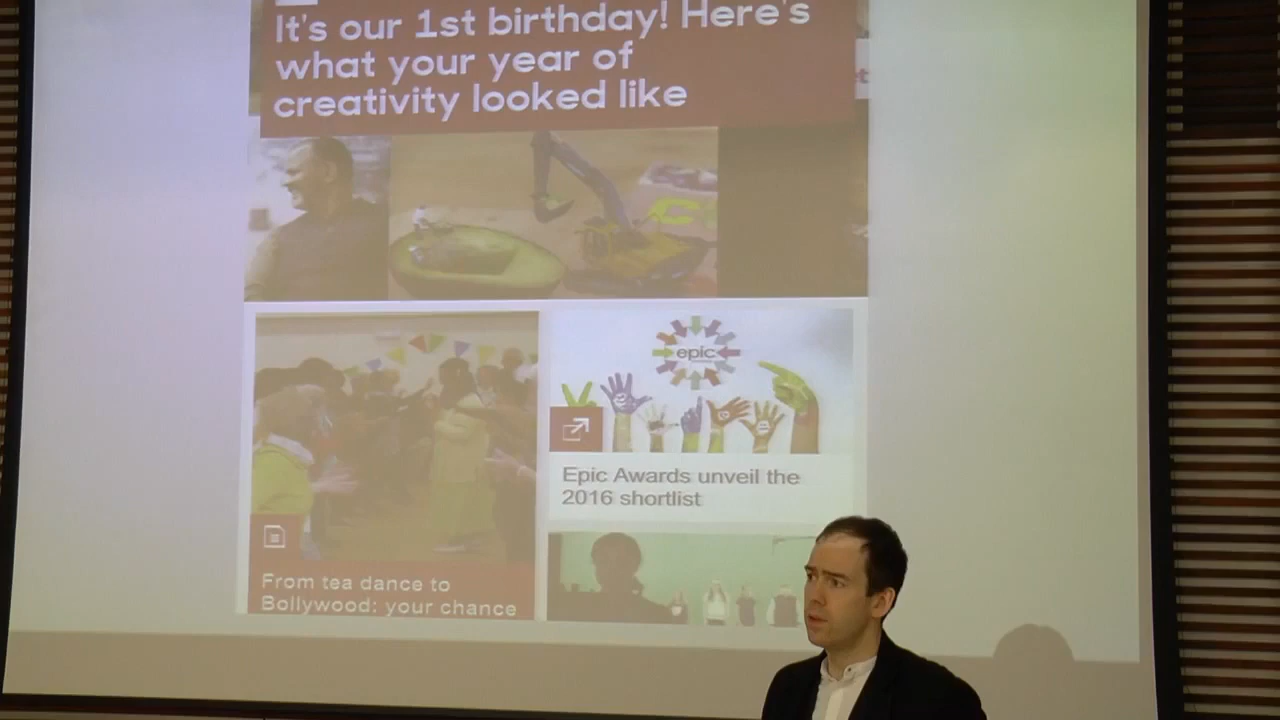 It's our 1st birthday! Here's
what your year of
creativity looked like
epic
Epic Awards unveil the
2016 shortlist
From tea dance to
Bollywood: your chance